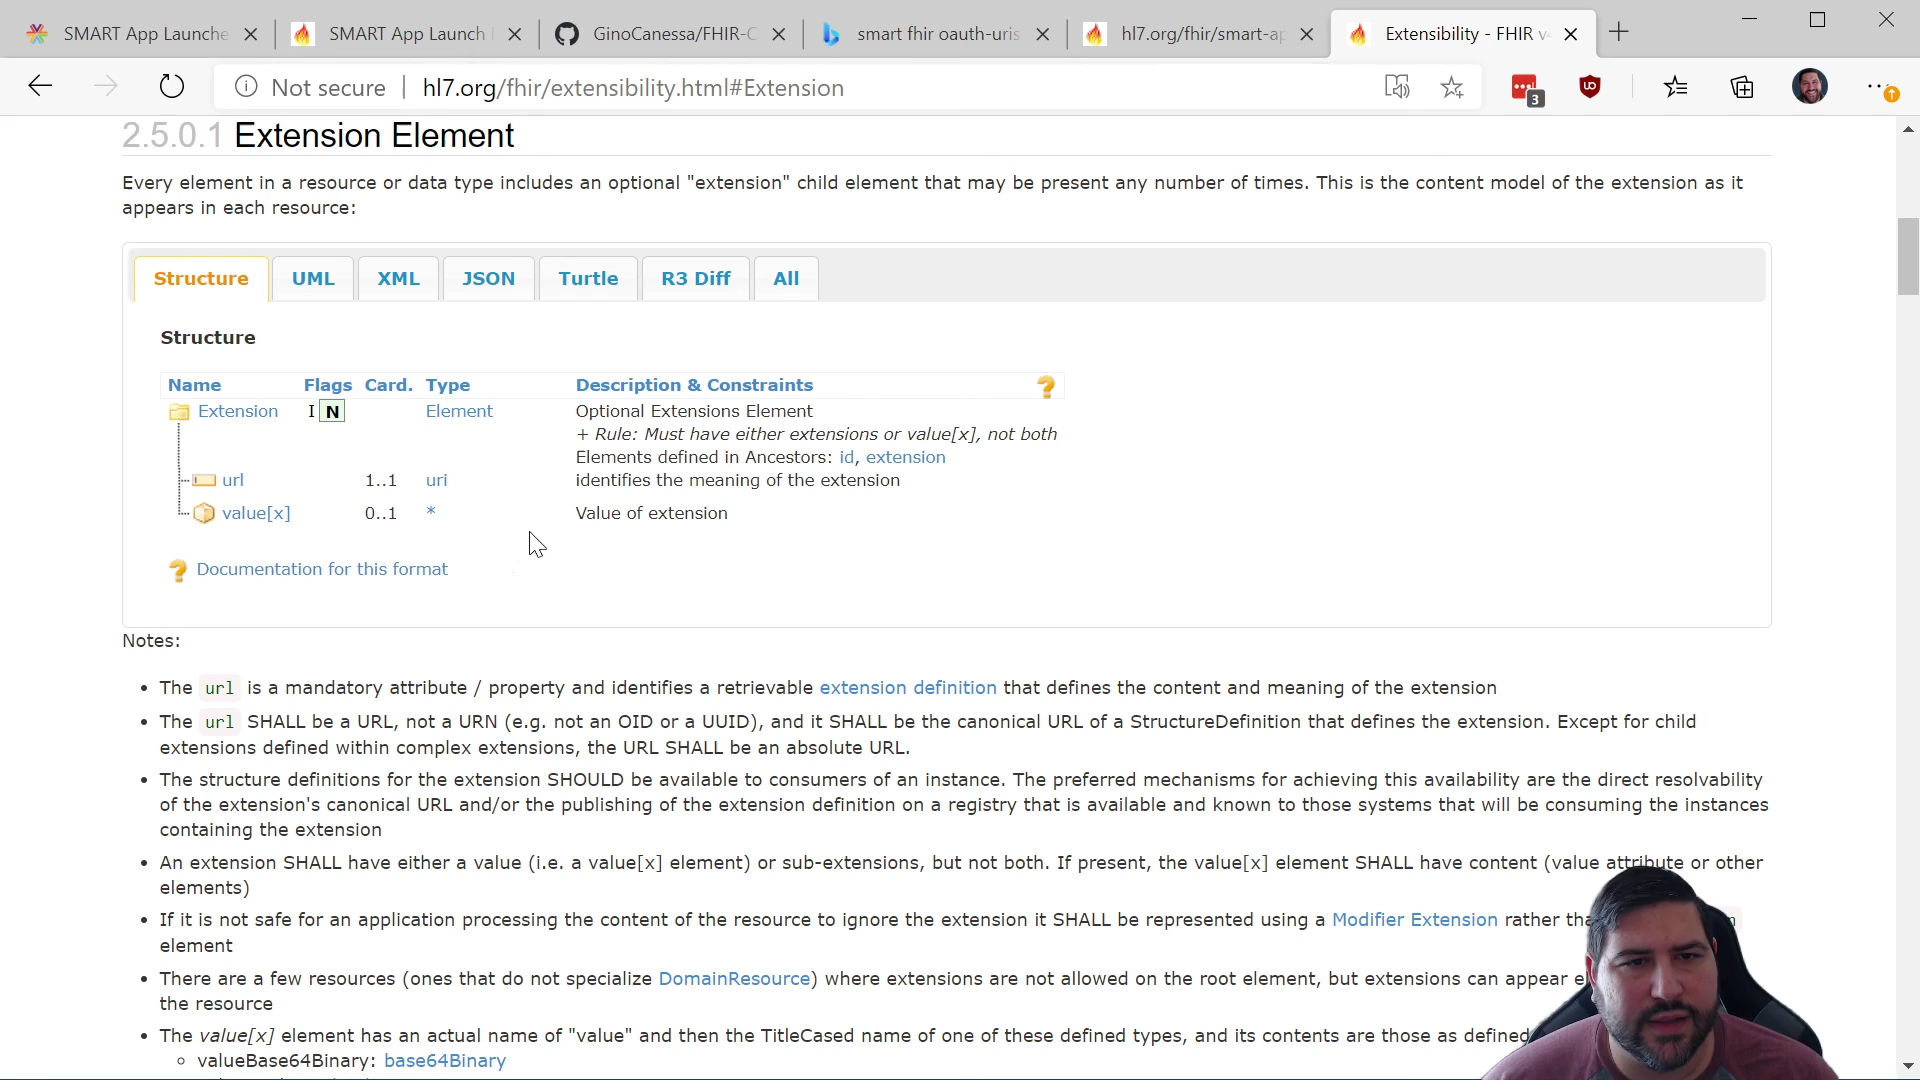 SMART App Launche
SMART App Launch
GinoCanessa/FHIR-C
smart fhir oauth-uris
hl7.org/fhir/smart-ap
Extensibility - FHIR v
Not secure
hl7.org/fhir/extensibility.html#Extension
3
2.5.0.1 Extension Element
Every element in a resource or data type includes an optional "extension" child element that may be present any number of times. This is the content model of the extension as it
appears in each resource:
Structure UML XML JSON Turtle R3 Diff All
Structure
Name Flags Card. Type Description & Constraints
Extension I N Element Optional Extensions Element
+ Rule: Must have either extensions or value[x], not both
Elements defined in Ancestors: id, extension
url 1..1 uri identifies the meaning of the extension
value[x] 0..1 * Value of extension
Documentation for this format
Notes:
• The url is a mandatory attribute / property and identifies a retrievable extension definition that defines the content and meaning of the extension
• The url SHALL be a URL, not a URN (e.g. not an OID or a UUID), and it SHALL be the canonical URL of a StructureDefinition that defines the extension. Except for child
extensions defined within complex extensions, the URL SHALL be an absolute URL.
• The structure definitions for the extension SHOULD be available to consumers of an instance. The preferred mechanisms for achieving this availability are the direct resolvability
of the extension's canonical URL and/or the publishing of the extension definition on a registry that is available and known to those systems that will be consuming the instances
containing the extension
• An extension SHALL have either a value (i.e. a value[x] element) or sub-extensions, but not both. If present, the value[x] element SHALL have content (value attribute or other
elements)
• If it is not safe for an application processing the content of the resource to ignore the extension it SHALL be represented using a Modifier Extension rather
element
• There are a few resources (ones that do not specialize DomainResource) where extensions are not allowed on the root element, but extensions can appear
the resource
• The value[x] element has an actual name of "value" and then the TitleCased name of one of these defined types, and its contents are those as defined
valueBase64Binary: base64Binary